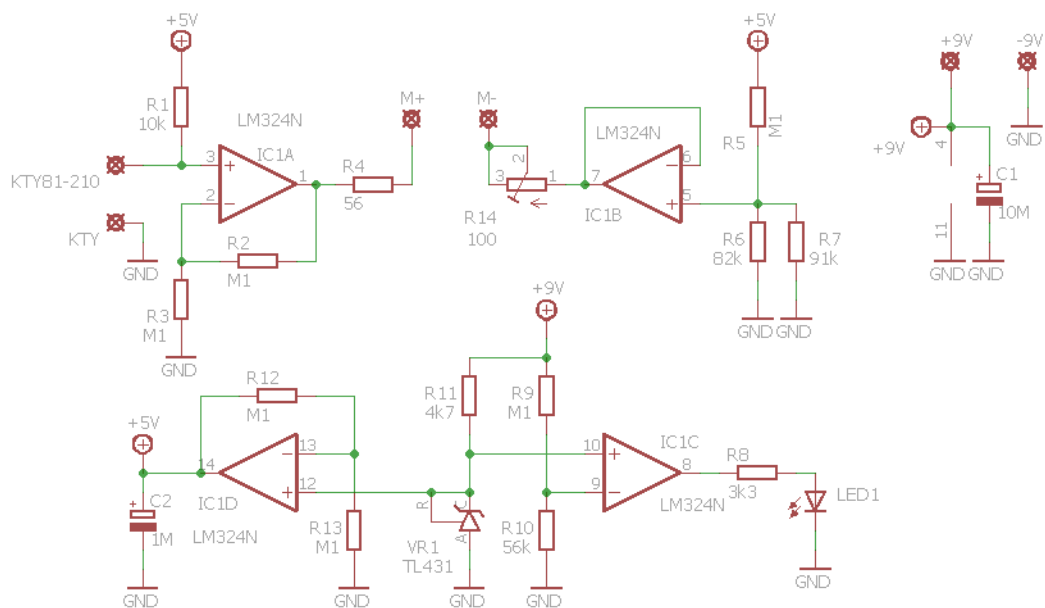 +5V
R1
10k
LM324N
IC1A
3
+
1
2
-
KTY81-210
KTY
GND
R2
M1
R3
M1
GND
R4
56
M+
M-
2
3
1
R14
100
LM324N
7
6
-
5
+
IC1B
+5V
R5
M1
R6
82k
R7
91k
GND
GND
+9V
-9V
GND
+9V
4
11
+
C1
10M
GND
GND
R12
M1
+5V
14
13
-
12
+
IC1D
LM324N
+
C2
1M
GND
R13
M1
GND
+9V
R11
4k7
R9
M1
R
C
A
VR1
TL431
GND
R10
56k
GND
10
+
9
-
8
IC1C
LM324N
R8
3k3
LED1
GND